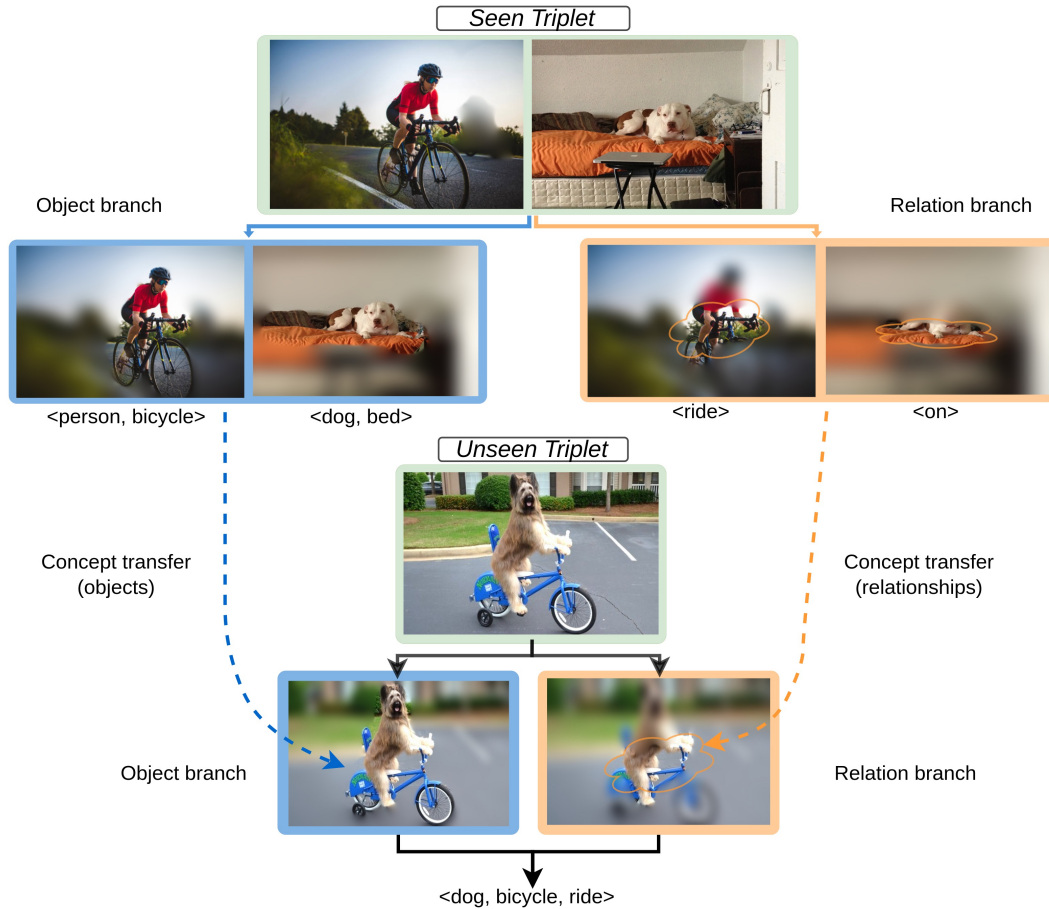 Seen Triplet
Object branch
Relation branch
<person, bicycle>
<dog, bed>
<ride>
<on>
Unseen Triplet
Concept transfer
(objects)
Concept transfer
(relationships)
Object branch
Relation branch
<dog, bicycle, ride>